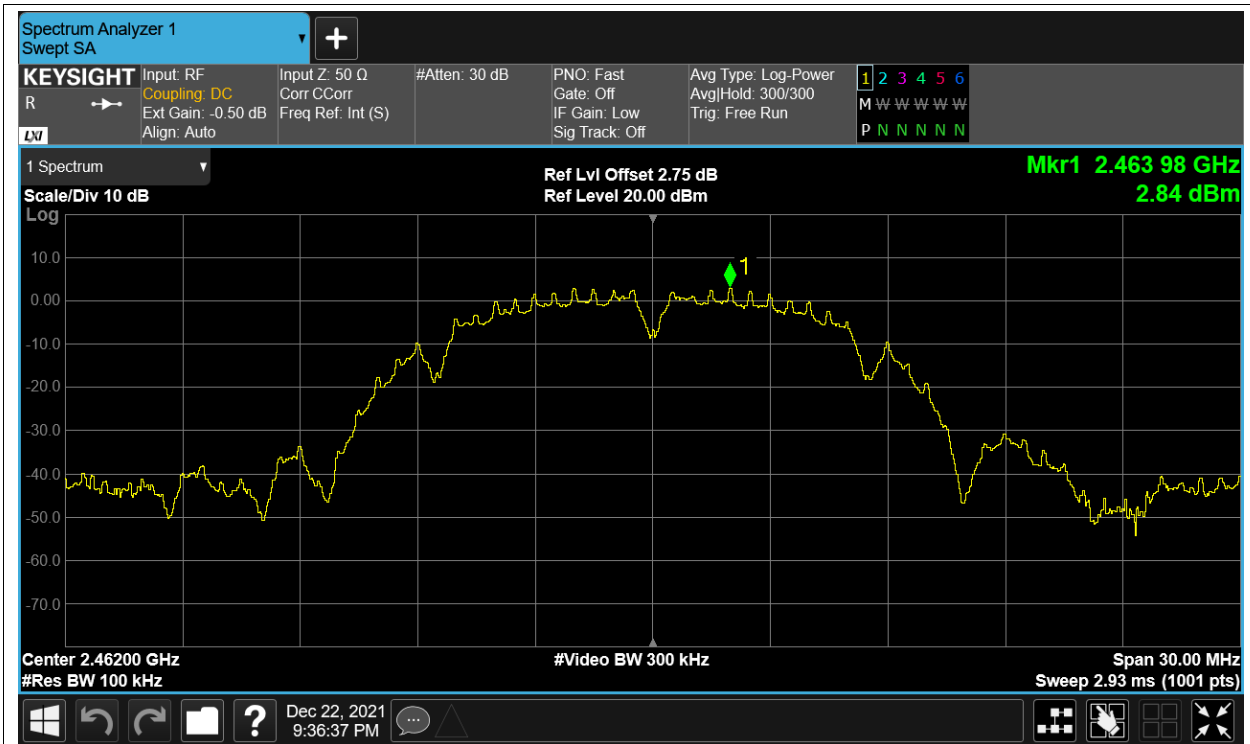 Spectrum Analyzer 1
Swept SA
KEYSIGHT
R
LXI
Input: RF
Coupling: DC
Ext Gain: -0.50 dB
Align: Auto
Input Z: 50 Ω
Corr CCorr
Freq Ref: Int (S)
#Atten: 30 dB
PNO: Fast
Gate: Off
IF Gain: Low
Sig Track: Off
Avg Type: Log-Power
Avg|Hold: 300/300
Trig: Free Run
1 2 3 4 5 6
M W W W W W
P N N N N N
1 Spectrum
Scale/Div 10 dB
Log
Ref Lvl Offset 2.75 dB
Ref Level 20.00 dBm
Mkr1 2.463 98 GHz
2.84 dBm
1
10.0
0.00
-10.0
-20.0
-30.0
-40.0
-50.0
-60.0
-70.0
Center 2.46200 GHz
#Video BW 300 kHz
Span 30.00 MHz
#Res BW 100 kHz
Sweep 2.93 ms (1001 pts)
?
Dec 22, 2021
9:36:37 PM